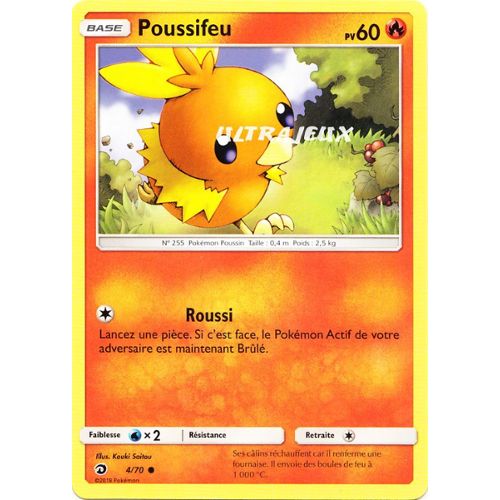 BASE Poussifeu PV60
ULTRAJEUX
N° 255 Pokémon Poussin Taille : 0,4 m Poids : 2,5 kg
Roussi
Lancez une pièce. Si c'est face, le Pokémon Actif de votre
adversaire est maintenant Brûlé.
Faiblesse ×2 Résistance Retraite
Illus. Kouki Saitou
4/70
©2019 Pokémon
Ses câlins réchauffent car il renferme une
fournaise. Il envoie des boules de feu à
1 000 °C.